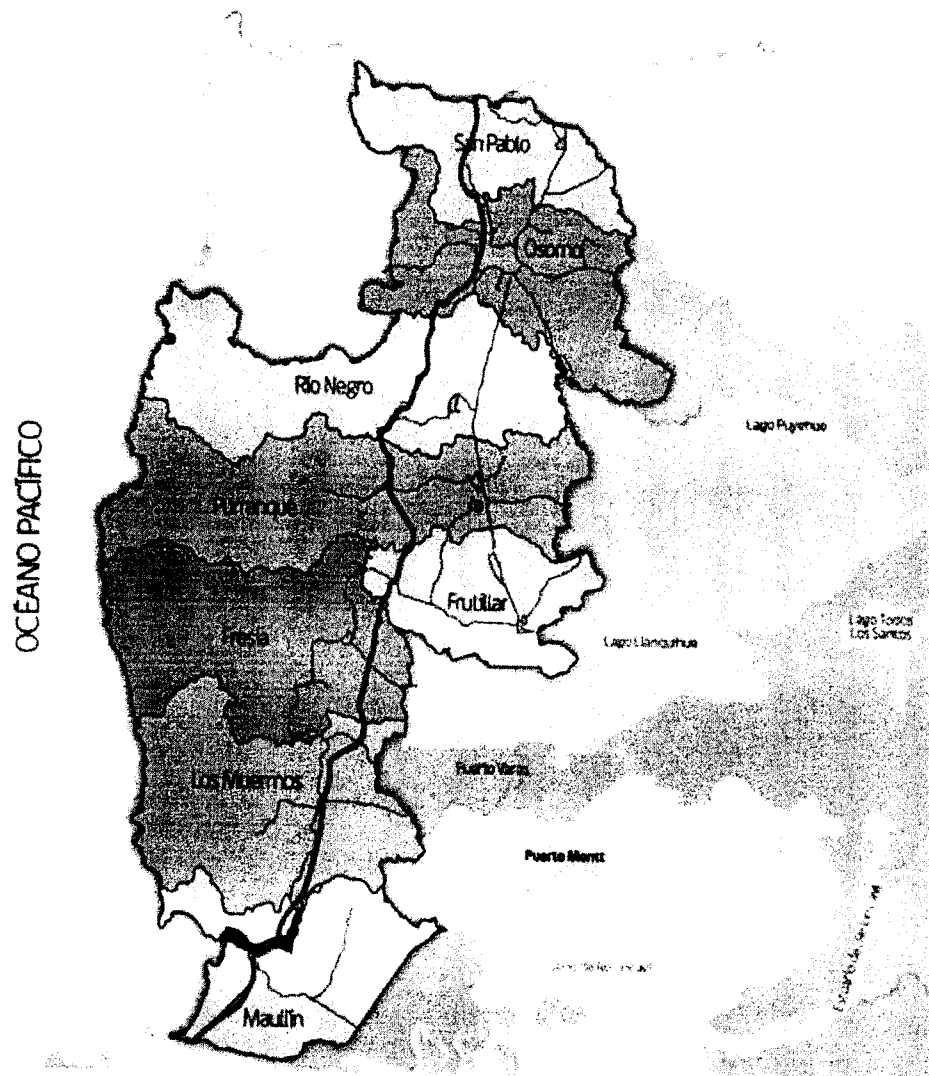 San Pablo
Osorno
Río Negro
Lago Puyehue
OCÉANO PACÍFICO
Purranque
Frutillar
Fresia
Lago Llanquihue
Lago Todos
Los Santos
Los Muermos
Puerto Varas
Puerto Montt
Maullín